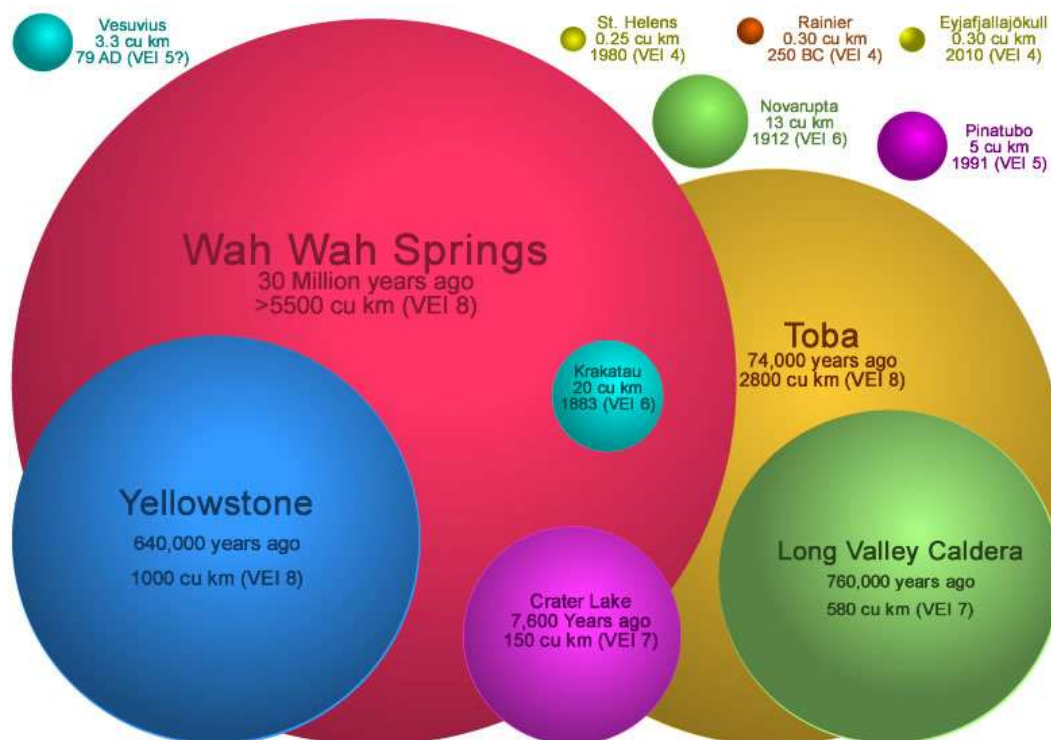 Vesuvius
3.3 cu km
79 AD (VEI 5?)
St. Helens
0.25 cu km
1980 (VEI 4)
Rainier
0.30 cu km
250 BC (VEI 4)
Eyjafjallajökull
0.30 cu km
2010 (VEI 4)
Novarupta
13 cu km
1912 (VEI 6)
Pinatubo
5 cu km
1991 (VEI 5)
Wah Wah Springs
30 Million years ago
>5500 cu km (VEI 8)
Toba
74,000 years ago
2800 cu km (VEI 8)
Krakatau
20 cu km
1883 (VEI 6)
Yellowstone
640,000 years ago
1000 cu km (VEI 8)
Long Valley Caldera
760,000 years ago
580 cu km (VEI 7)
Crater Lake
7,600 Years ago
150 cu km (VEI 7)